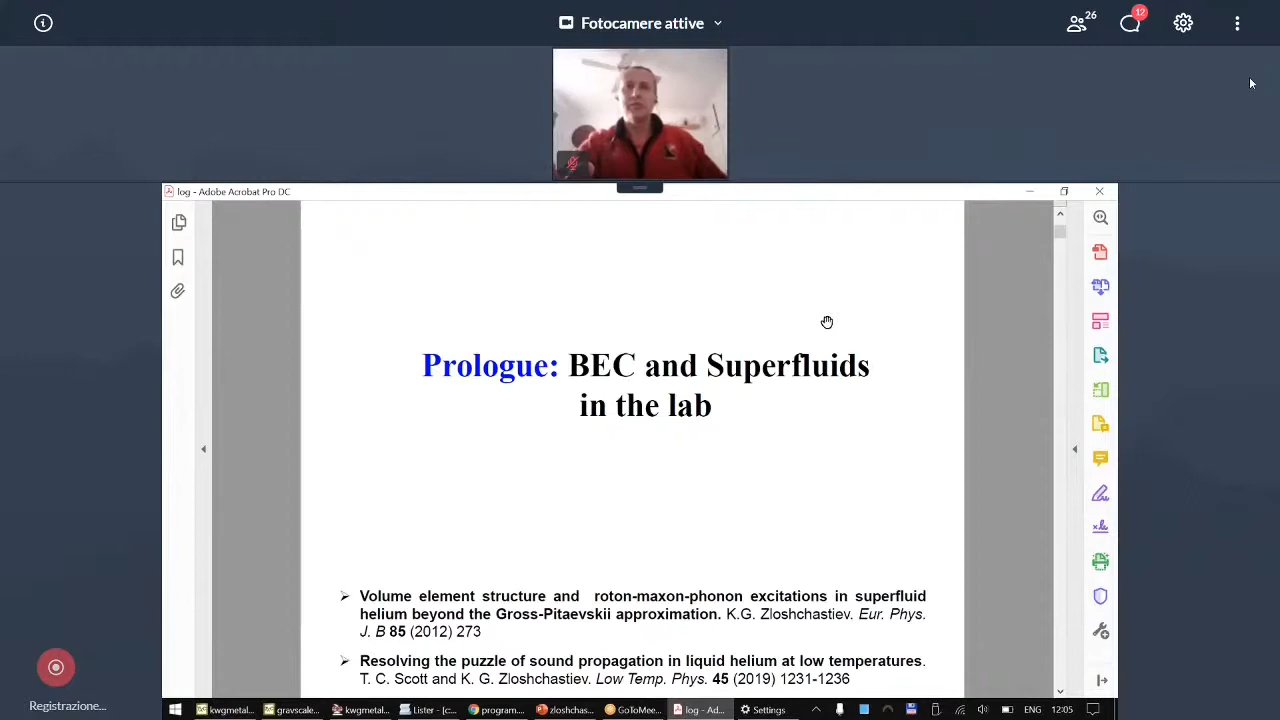 Fotocamere attive
26
12
log - Adobe Acrobat Pro DC
Prologue: BEC and Superfluids
in the lab
➢ Volume element structure and roton-maxon-phonon excitations in superfluid
helium beyond the Gross-Pitaevskii approximation. K.G. Zloshchastiev. Eur. Phys.
J. B 85 (2012) 273
➢ Resolving the puzzle of sound propagation in liquid helium at low temperatures.
T. C. Scott and K. G. Zloshchastiev. Low Temp. Phys. 45 (2019) 1231-1236
Registrazione...
kwgmetal... gravscale... kwgmetal... Lister - [c... program... zloshchas... GoToMee... log - Ad... Settings ENG 12:05